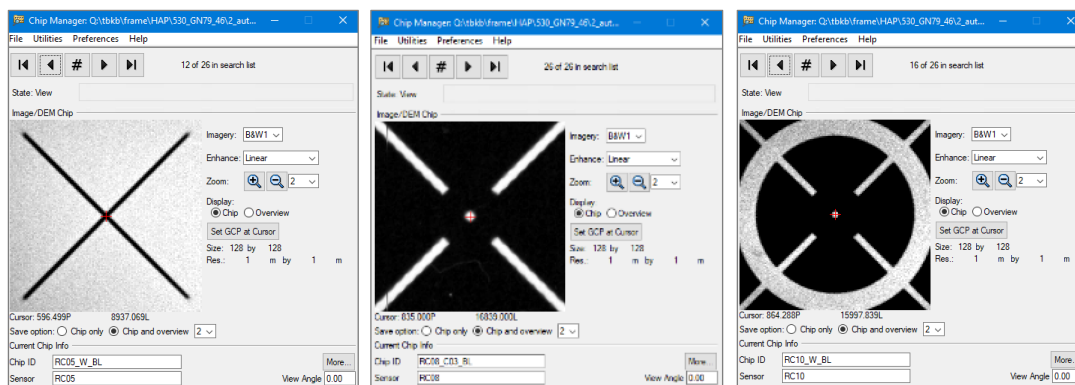 Chip Manager: Q:\tbkb\frame\HAP\530_GN79_46\2_aut...
File Utilities Preferences Help
# 12 of 26 in search list
State: View
Image/DEM Chip
Imagery: B&W1
Enhance: Linear
Zoom: 2
Display:
Chip Overview
Set GCP at Cursor
Size: 128 by 128
Res.: 1 m by 1 m
Cursor: 596.499P 8937.069L
Save option: Chip only Chip and overview 2
Current Chip Info
Chip ID RC05_W_BL More...
Sensor RC05 View Angle 0.00
Chip Manager: Q:\tbkb\frame\HAP\530_GN79_46\2_aut...
File Utilities Preferences Help
# 26 of 26 in search list
State: View
Image/DEM Chip
Imagery: B&W1
Enhance: Linear
Zoom: 2
Display
Chip Overview
Set GCP at Cursor
Size: 128 by 128
Res.: 1 m by 1 m
Cursor: 835.000P 16839.000L
Save option: Chip only Chip and overview 2
Current Chip Info
Chip ID RC08_C03_BL More...
Sensor RC08 View Angle 0.00
Chip Manager: Q:\tbkb\frame\HAP\530_GN79_46\2_aut...
File Utilities Preferences Help
# 16 of 26 in search list
State: View
Image/DEM Chip
Imagery: B&W1
Enhance: Linear
Zoom: 2
Display:
Chip Overview
Set GCP at Cursor
Size: 128 by 128
Res.: 1 m by 1 m
Cursor: 864.288P 15997.839L
Save option: Chip only Chip and overview 2
Current Chip Info
Chip ID RC10_W_BL More...
Sensor RC10 View Angle 0.00